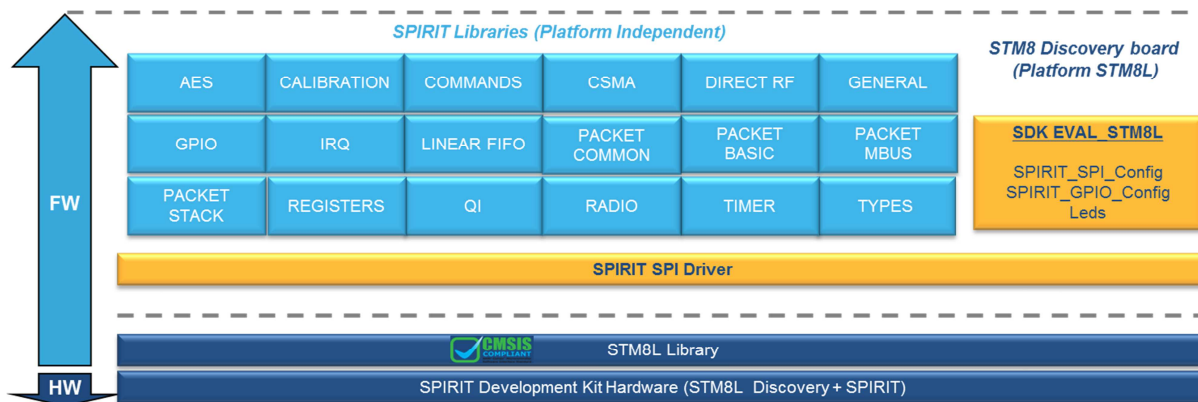 SPIRIT Libraries (Platform Independent)
STM8 Discovery board
(Platform STM8L)
AES
CALIBRATION
COMMANDS
CSMA
DIRECT RF
GENERAL
GPIO
IRQ
LINEAR FIFO
PACKET
COMMON
PACKET
BASIC
PACKET
MBUS
PACKET
STACK
REGISTERS
QI
RADIO
TIMER
TYPES
SDK EVAL_STM8L
SPIRIT_SPI_Config
SPIRIT_GPIO_Config
Leds
FW
SPIRIT SPI Driver
CMSIS
COMPLIANT
STM8L Library
HW
SPIRIT Development Kit Hardware (STM8L Discovery + SPIRIT)